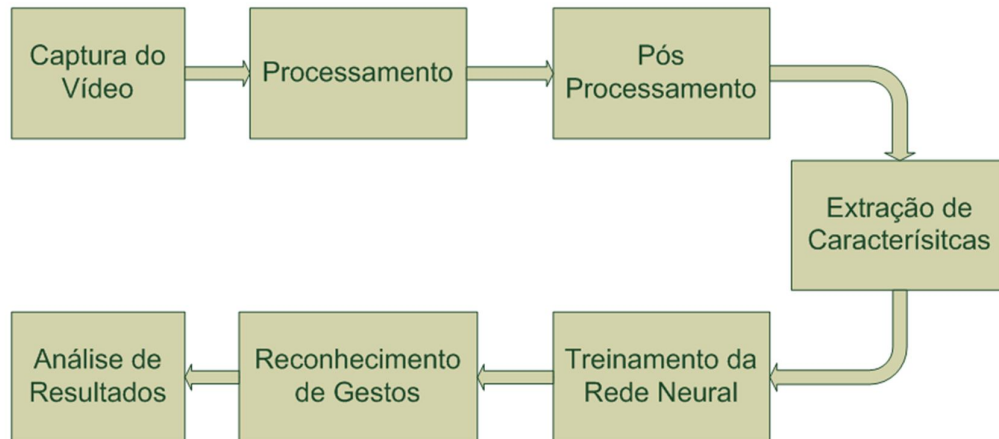 Captura do
Vídeo
Processamento
Pós
Processamento
Extração de
Caracterísitcas
Treinamento da
Rede Neural
Reconhecimento
de Gestos
Análise de
Resultados